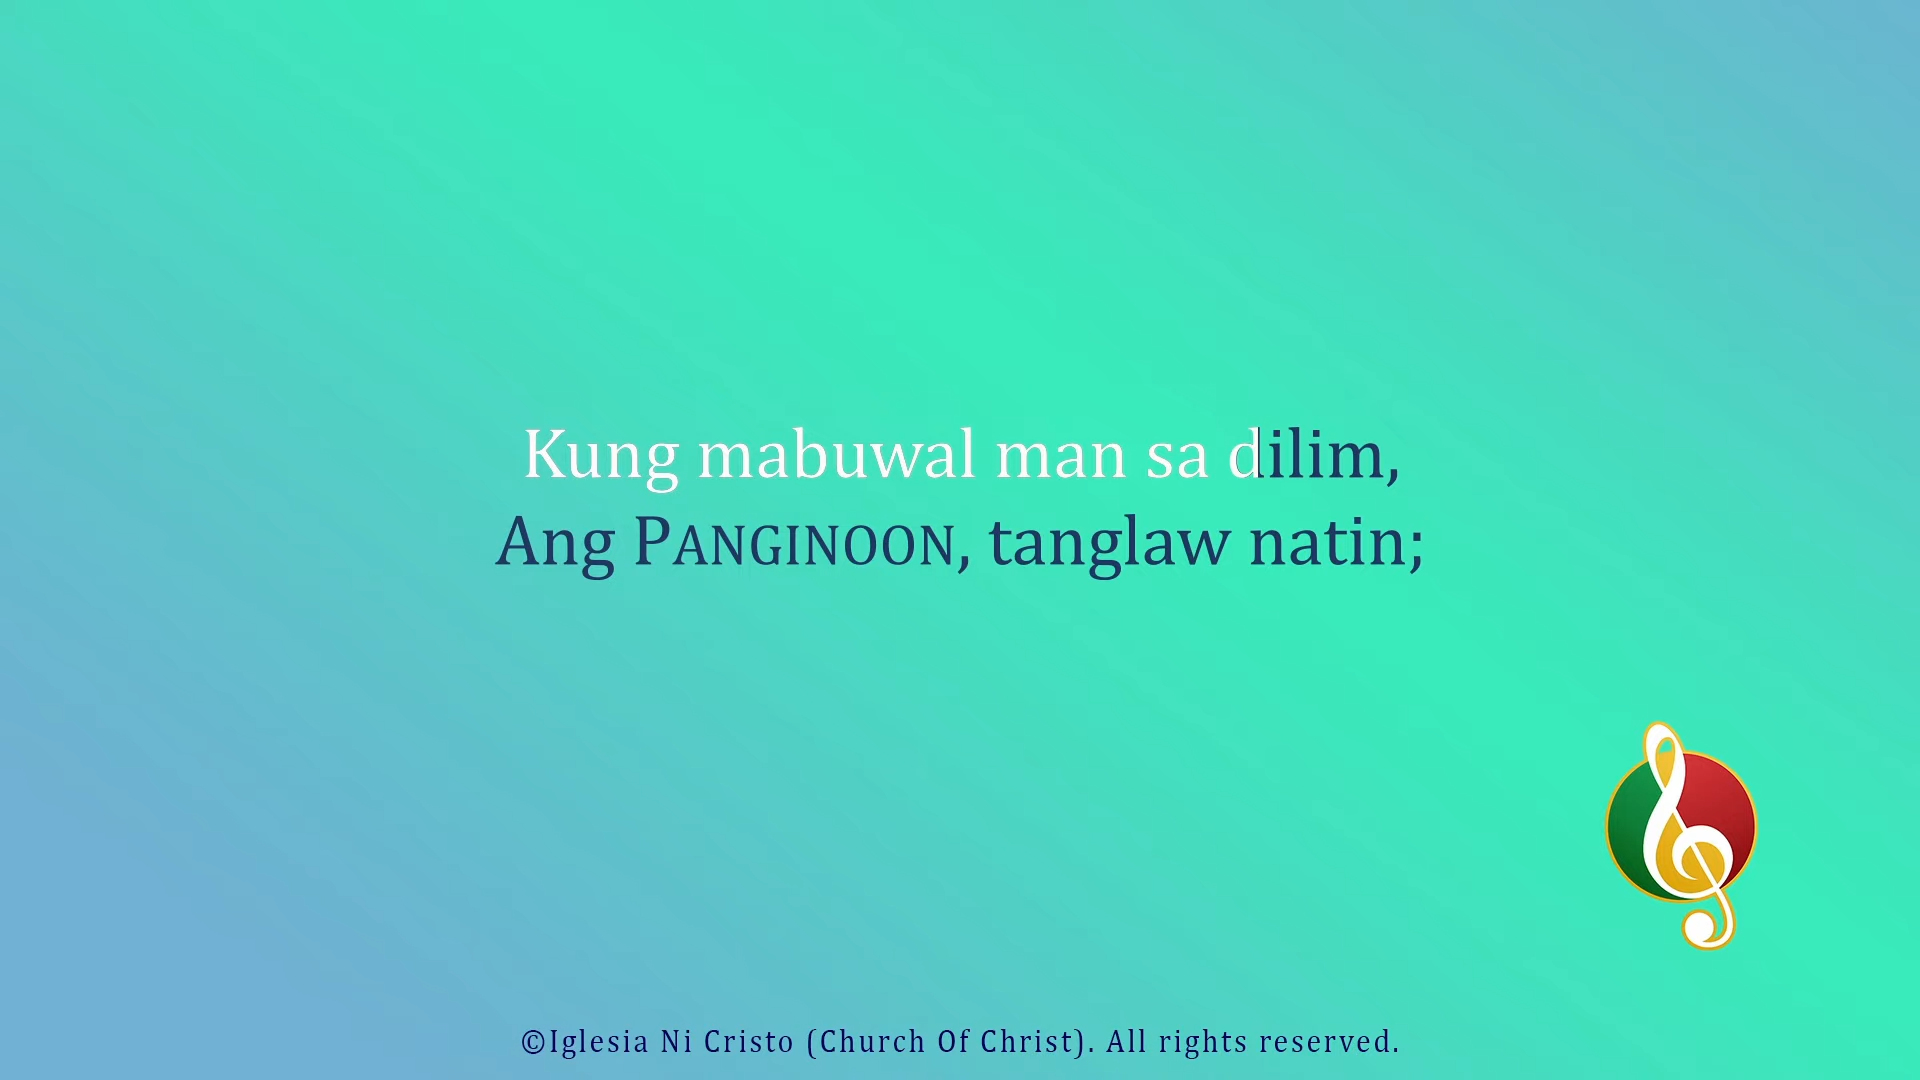 Kung mabuwal man sa dilim,
Ang PANGINOON, tanglaw natin;
©Iglesia Ni Cristo (Church Of Christ). All rights reserved.